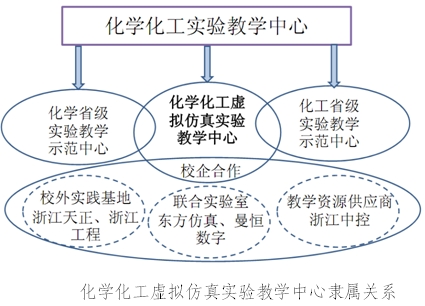 化学化工实验教学中心
化学省级
实验教学
示范中心
化学化工虚
拟仿真实验
教学中心
化工省级
实验教学
示范中心
校企合作
校外实践基地
浙江天正、浙江
工程
联合实验室
东方仿真、曼恒
数字
教学资源供应商
浙江中控
化学化工虚拟仿真实验教学中心隶属关系